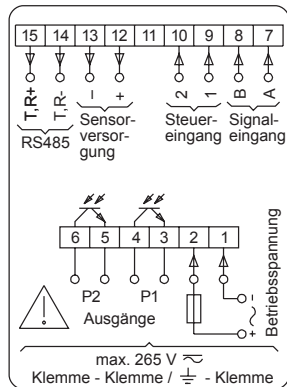 15 14 13 12 11 10 9 8 7
T,R+ T,R- – + 2 1 B A
RS485
Sensor-
versor-
gung
Steuer-
eingang
Signal-
eingang
6 5 4 3 2 1
P2 P1
Ausgänge
Betriebsspannung
- ~ +
max. 265 V ⎓~
Klemme - Klemme / ⏚ - Klemme